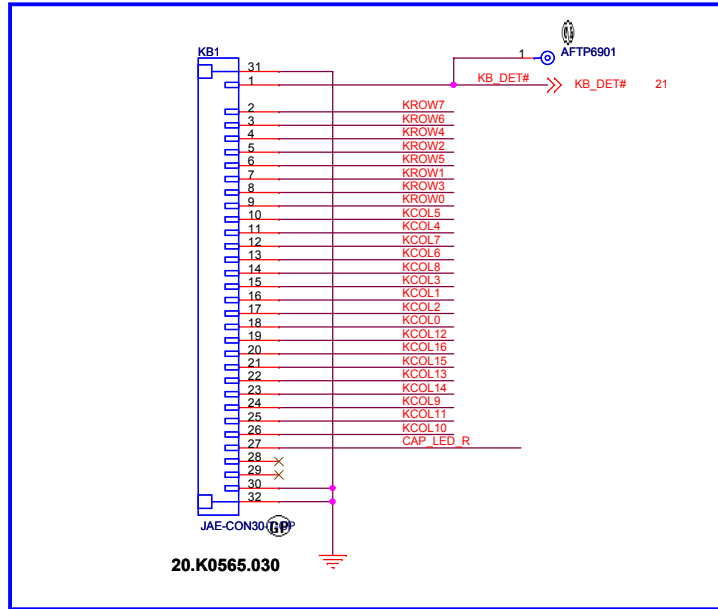 KB1
AFTP6901
31
1
1
KB_DET#
KB_DET# 21
2 KROW7
3 KROW6
4 KROW4
5 KROW2
6 KROW5
7 KROW1
8 KROW3
9 KROW0
10 KCOL5
11 KCOL4
12 KCOL7
13 KCOL6
14 KCOL8
15 KCOL3
16 KCOL1
17 KCOL2
18 KCOL0
19 KCOL12
20 KCOL16
21 KCOL15
22 KCOL13
23 KCOL14
24 KCOL9
25 KCOL11
26 KCOL10
27 CAP_LED_R
28
29
30
32
GP
20.K0565.030